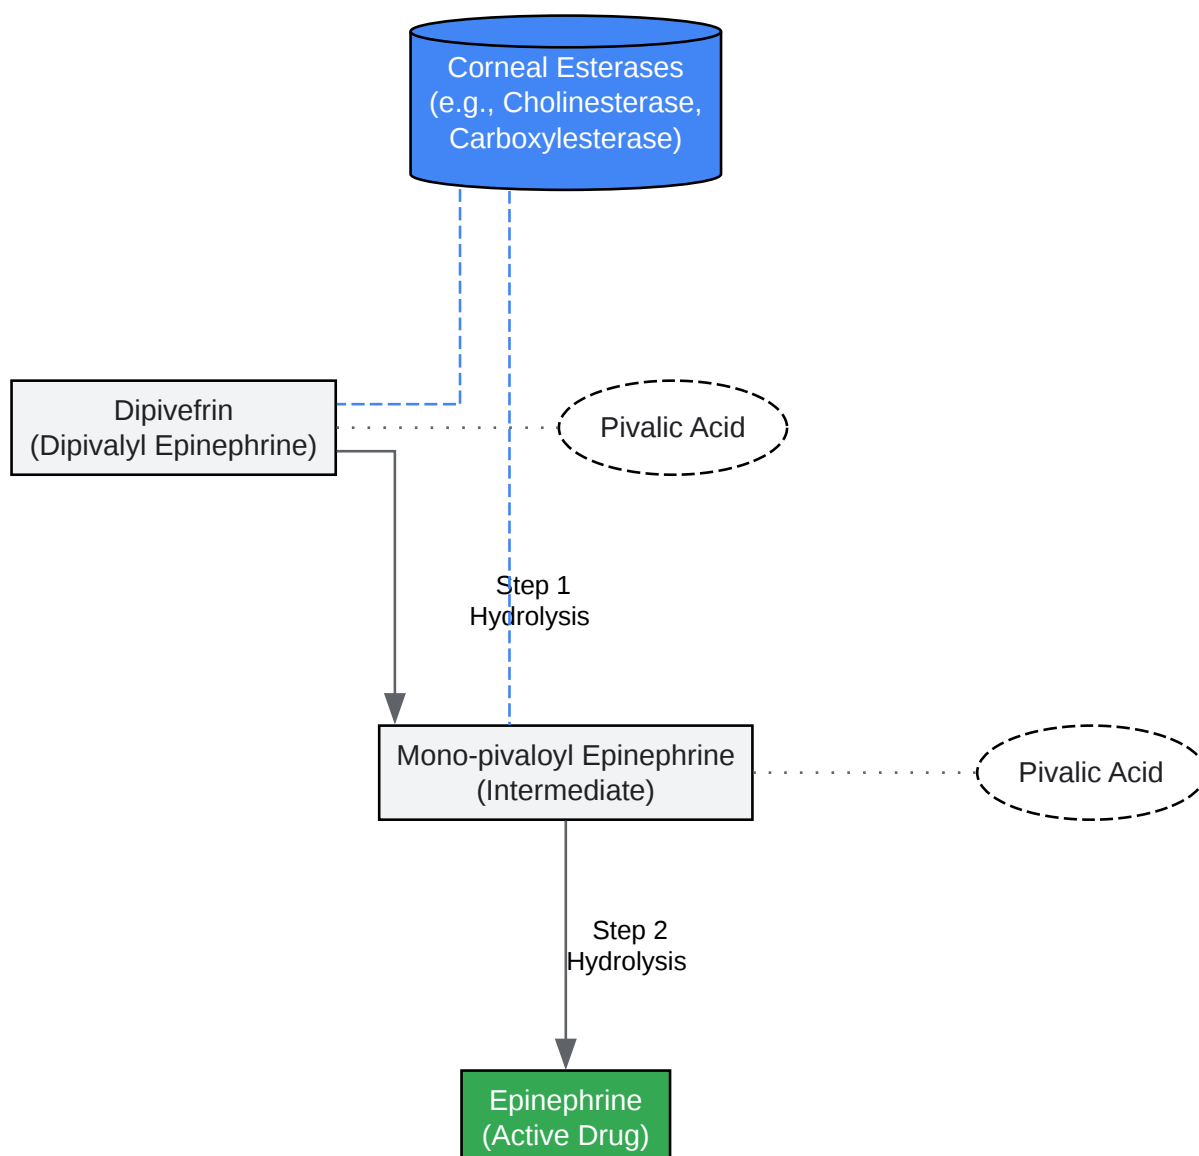 Corneal Esterases
(e.g., Cholinesterase,
Carboxylesterase)
Dipivefrin
(Dipivalyl Epinephrine)
Pivalic Acid
Step 1
Hydrolysis
Mono-pivaloyl Epinephrine
(Intermediate)
Pivalic Acid
Step 2
Hydrolysis
Epinephrine
(Active Drug)